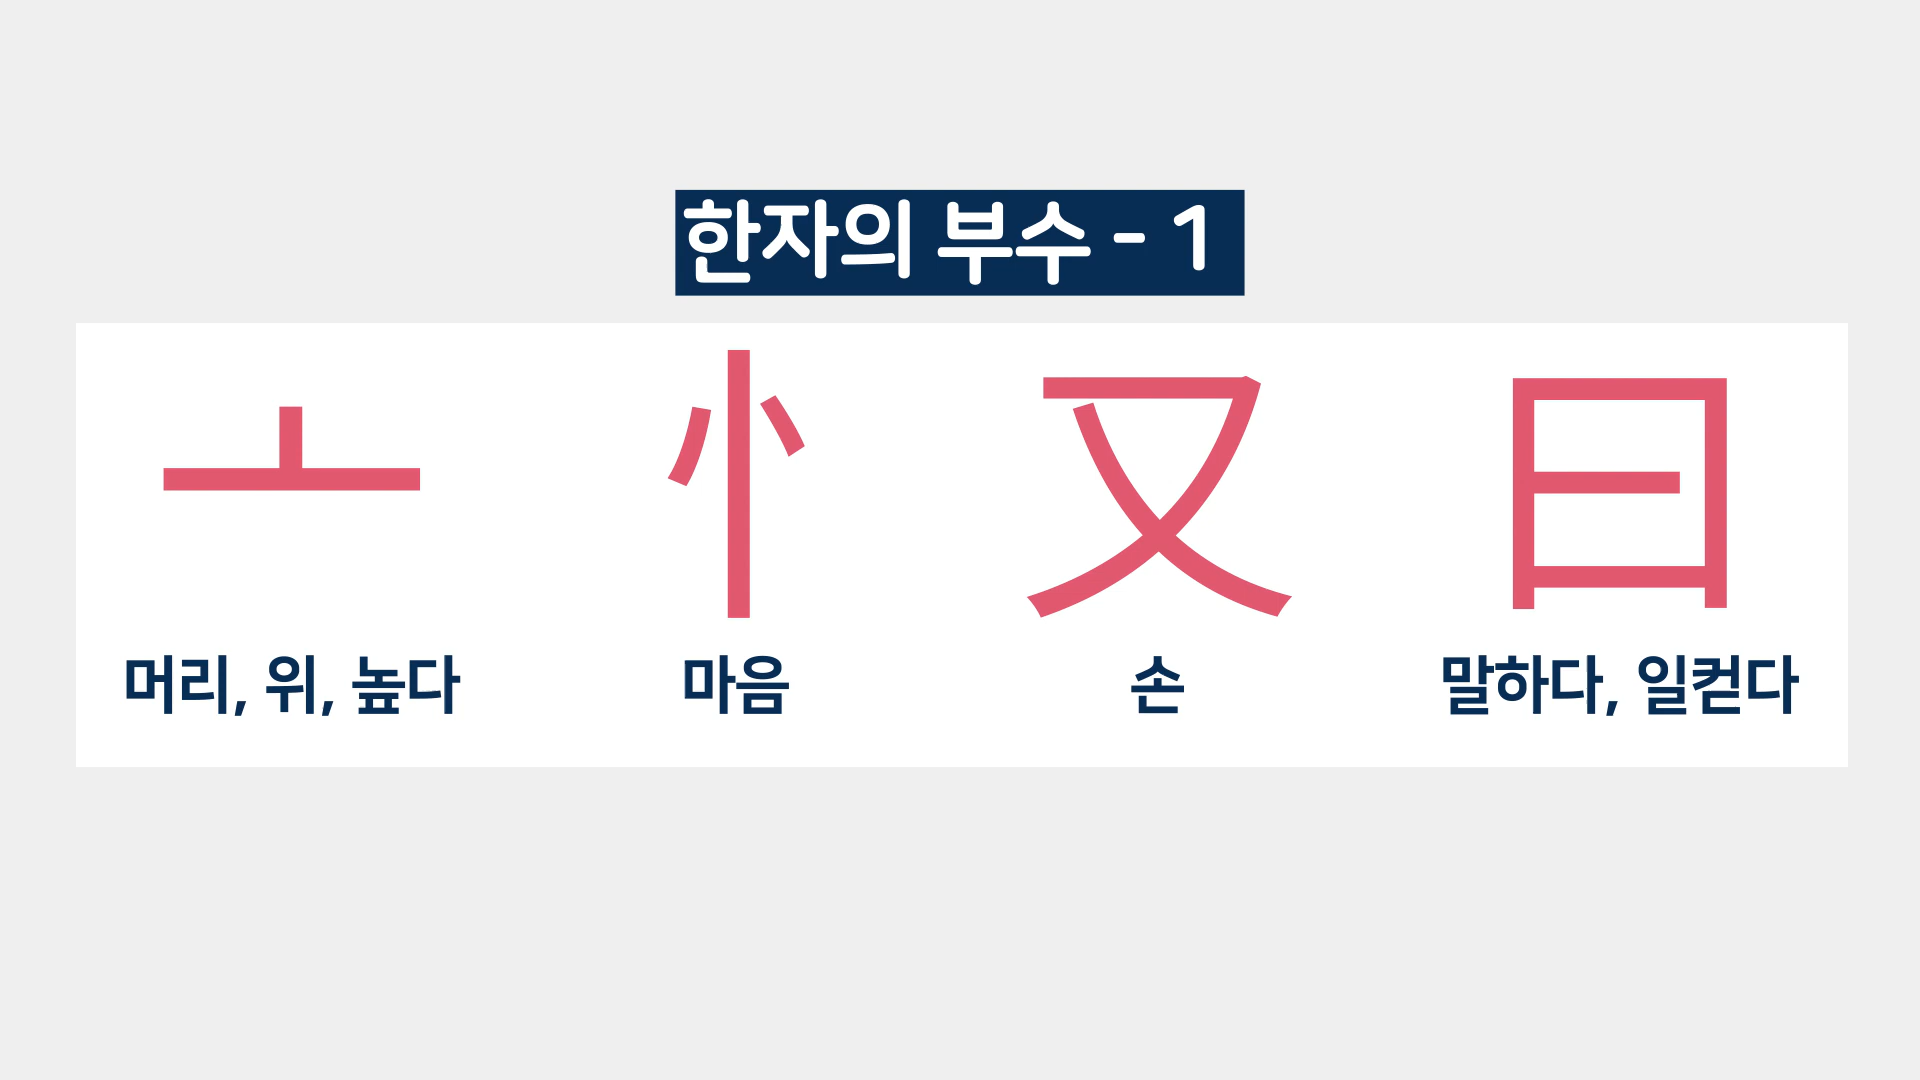 한자의 부수 - 1
亠 忄 又 曰
머리, 위, 높다 마음 손 말하다, 일컫다